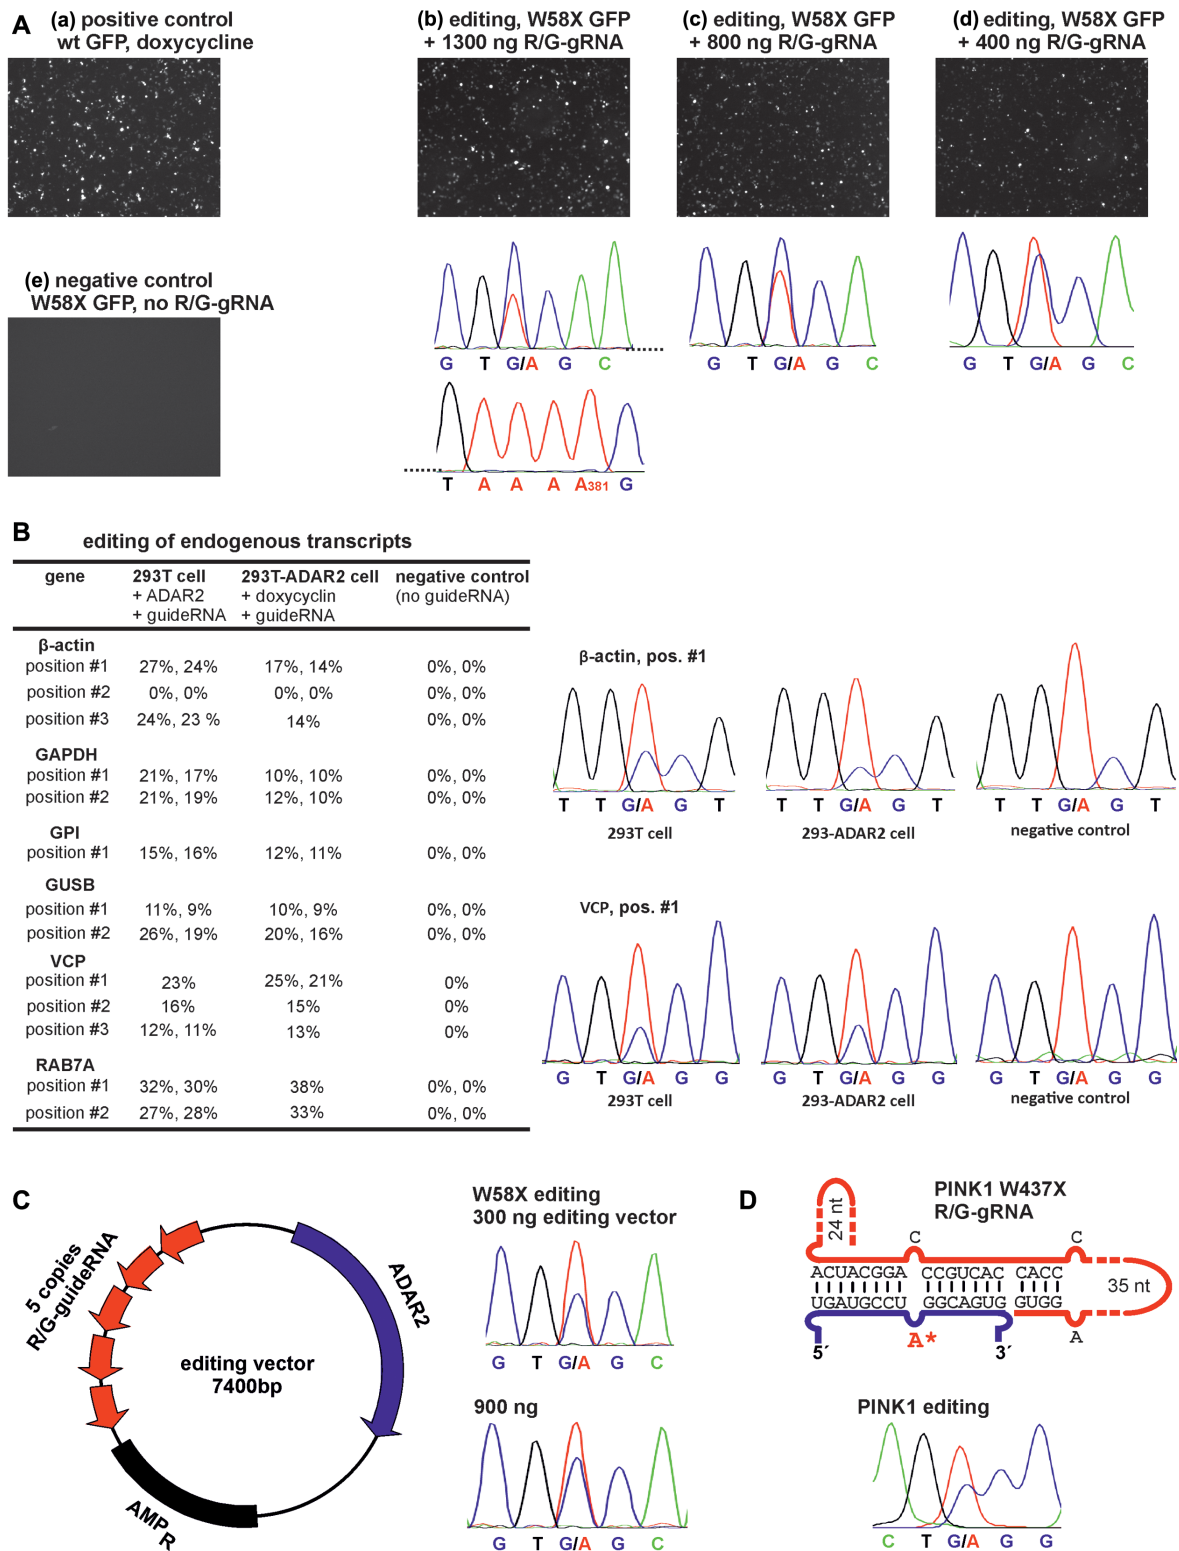 A
(a) positive control
wt GFP, doxycycline
(b) editing, W58X GFP
+ 1300 ng R/G-gRNA
(c) editing, W58X GFP
+ 800 ng R/G-gRNA
(d) editing, W58X GFP
+ 400 ng R/G-gRNA
(e) negative control
W58X GFP, no R/G-gRNA
G T G/A G C
G T G/A G C
G T G/A G C
T A A A A381 G
B
editing of endogenous transcripts
gene 293T cell 293T-ADAR2 cell negative control
+ ADAR2 + doxycyclin (no guideRNA)
+ guideRNA + guideRNA
β-actin
position #1 27%, 24% 17%, 14% 0%, 0%
position #2 0%, 0% 0%, 0% 0%, 0%
position #3 24%, 23 % 14% 0%, 0%
GAPDH
position #1 21%, 17% 10%, 10% 0%, 0%
position #2 21%, 19% 12%, 10% 0%, 0%
GPI
position #1 15%, 16% 12%, 11% 0%, 0%
GUSB
position #1 11%, 9% 10%, 9% 0%, 0%
position #2 26%, 19% 20%, 16% 0%, 0%
VCP
position #1 23% 25%, 21% 0%
position #2 16% 15% 0%
position #3 12%, 11% 13% 0%
RAB7A
position #1 32%, 30% 38% 0%, 0%
position #2 27%, 28% 33% 0%, 0%
β-actin, pos. #1
T T G/A G T
293T cell
T T G/A G T
293-ADAR2 cell
T T G/A G T
negative control
VCP, pos. #1
G T G/A G G
293T cell
G T G/A G G
293-ADAR2 cell
G T G/A G G
negative control
C
5 copies
R/G-guideRNA
ADAR2
editing vector
7400bp
AMP R
W58X editing
300 ng editing vector
G T G/A G C
900 ng
G T G/A G C
D
PINK1 W437X
R/G-gRNA
24 nt
C C
ACUACGGA CCGUCAC CACC
35 nt
UGAUGCCU GGCAGUG GUGG
A* A
5´ 3´
PINK1 editing
C T G/A G G